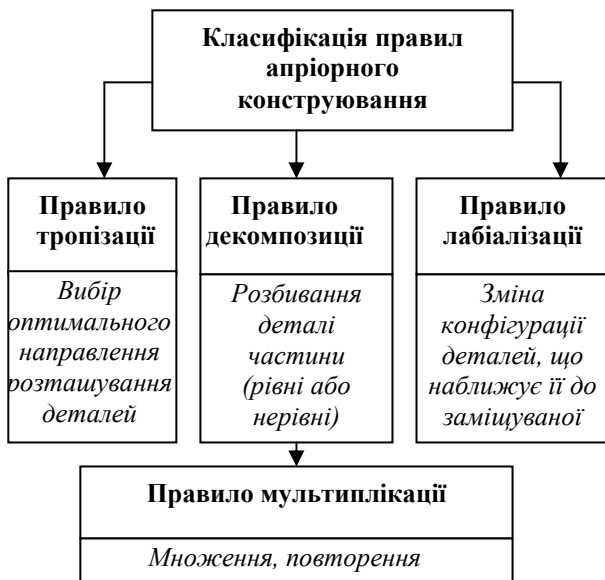 Класифікація правил
апріорного
конструювання
Правило
тропізації
Вибір
оптимального
направлення
розташування
деталей
Правило
декомпозиції
Розбивання
деталі
частини
(рівні або
нерівні)
Правило
лабіалізації
Зміна
конфігурації
деталей, що
наближує її до
заміщуваної
Правило мультиплікації
Множення, повторення